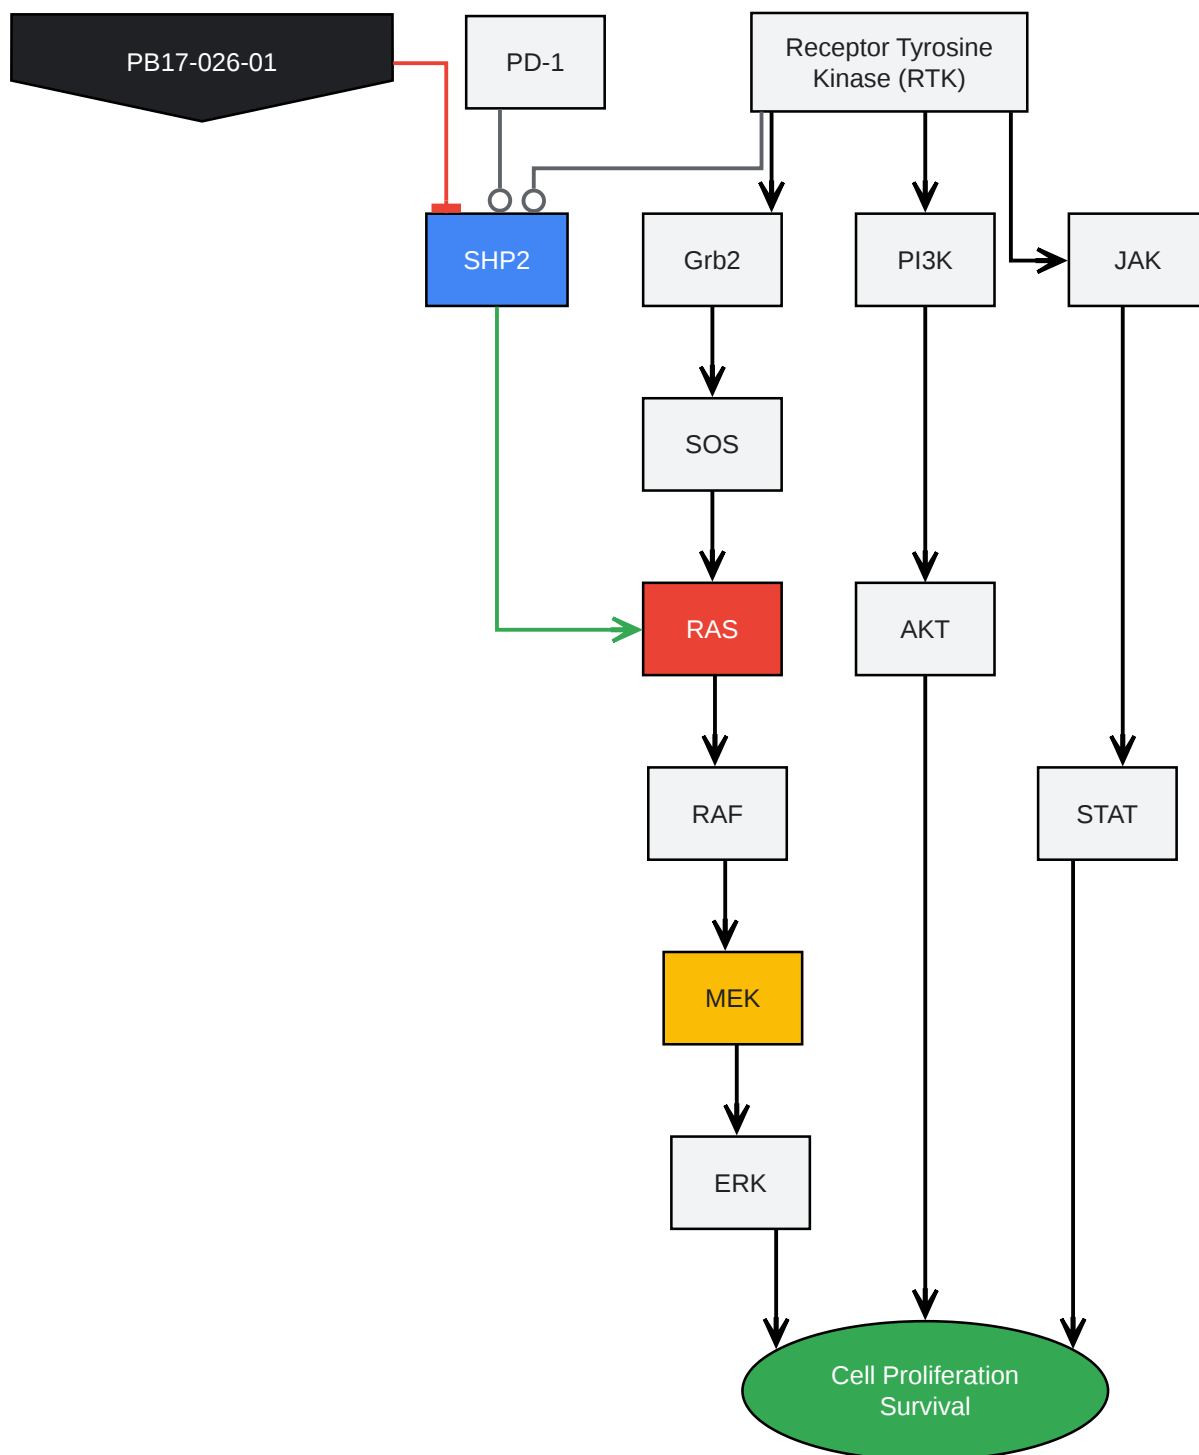 PB17-026-01
PD-1
Receptor Tyrosine
Kinase (RTK)
SHP2
Grb2
PI3K
JAK
SOS
RAS
AKT
RAF
STAT
MEK
ERK
Cell Proliferation
Survival